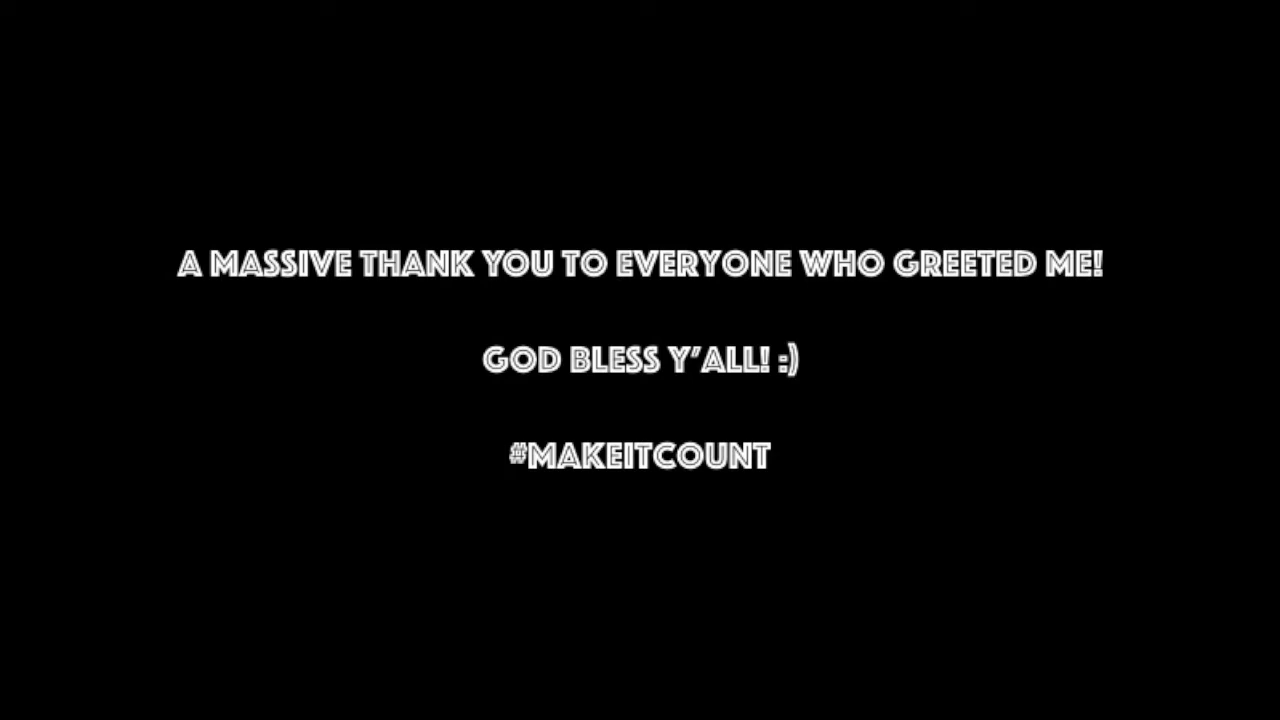 A MASSIVE THANK YOU TO EVERYONE WHO GREETED ME!
GOD BLESS Y’ALL! :)
#MAKEITCOUNT